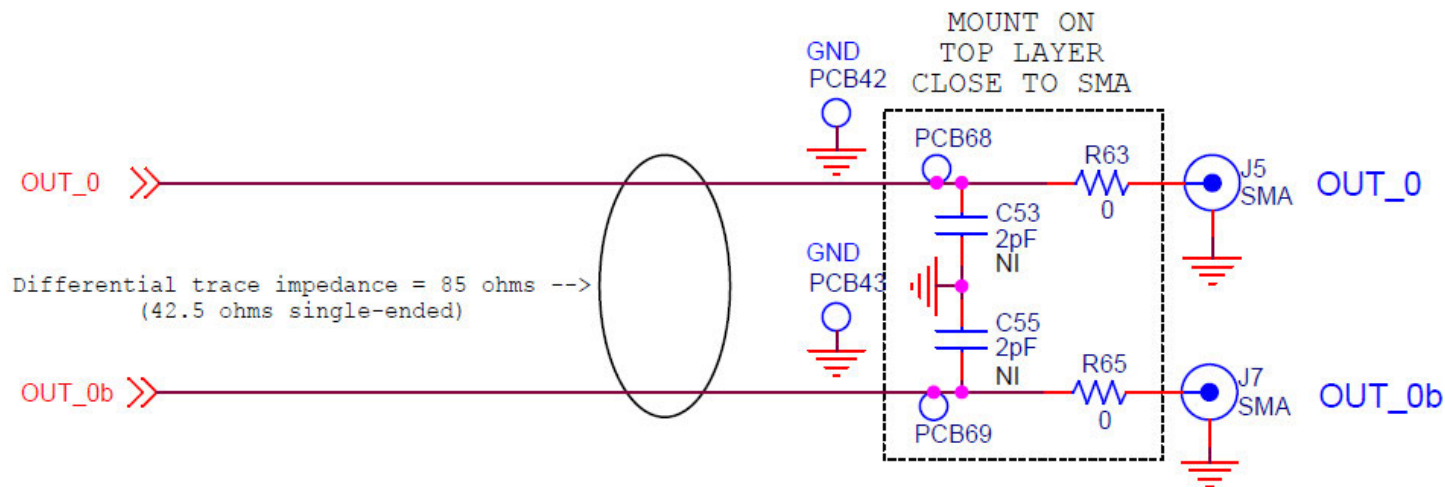 MOUNT ON
TOP LAYER
CLOSE TO SMA
GND
PCB42
PCB68
R63
0
J5
SMA
OUT_0
OUT_0
C53
2pF
NI
GND
PCB43
Differential trace impedance = 85 ohms -->
(42.5 ohms single-ended)
C55
2pF
NI
R65
0
J7
SMA
OUT_0b
OUT_0b
PCB69